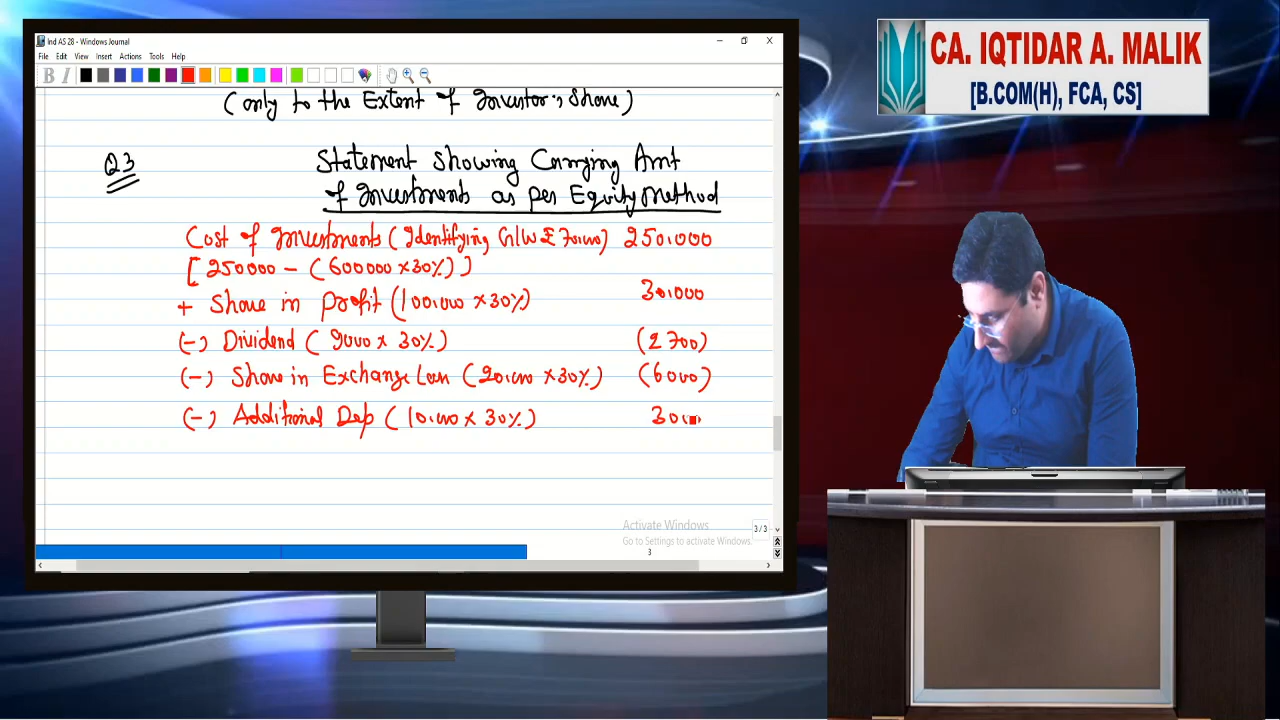 Ind AS 28 - Windows Journal
File Edit View Insert Actions Tools Help
B I
(only to the Extent of Investor's Share)
Q3
Statement Showing Carrying Amt
of Investments as per Equity Method
Cost of Investments (Identifying G/W £ 70,000) 250,000
[250000 - (600000 x 30%)]
+ Share in profit (100,000 x 30%) 30,000
(-) Dividend (9000 x 30%) (2700)
(-) Share in Exchange Loss (20,000 x 30%) (6000)
(-) Additional Dep (10,000 x 30%) 3000
Activate Windows
Go to Settings to activate Windows.
3 / 3
3
CA. IQTIDAR A. MALIK
[B.COM(H), FCA, CS]